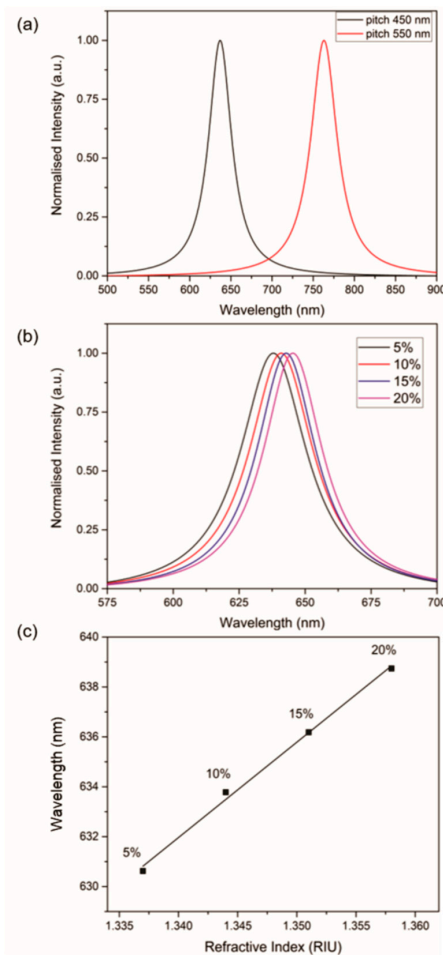 (a)
pitch 450 nm
pitch 550 nm
Normalised Intensity (a.u.)
1.00
0.75
0.50
0.25
0.00
500 550 600 650 700 750 800 850 900
Wavelength (nm)
(b)
5%
10%
15%
20%
Normalised Intensity (a.u.)
1.00
0.75
0.50
0.25
0.00
575 600 625 650 675 700
Wavelength (nm)
(c)
Wavelength (nm)
640
638
636
634
632
630
20%
15%
10%
5%
1.335 1.340 1.345 1.350 1.355 1.360
Refractive Index (RIU)